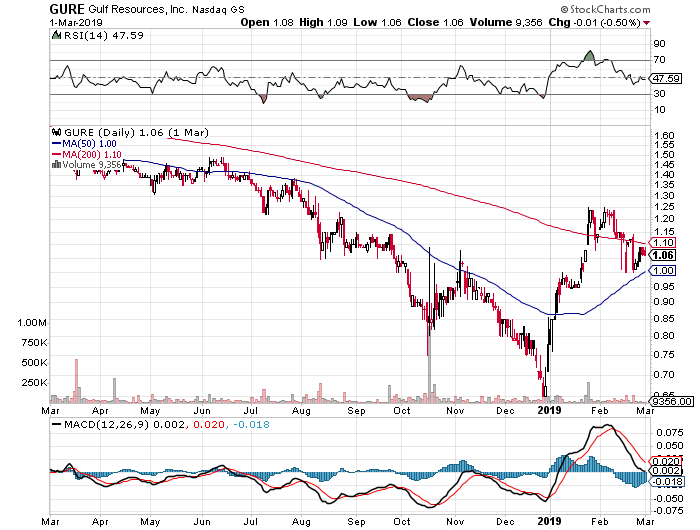 GURE Gulf Resources, Inc. Nasdaq GS
© StockCharts.com
1-Mar-2019
Open 1.08 High 1.09 Low 1.06 Close 1.06 Volume 9,356 Chg -0.01 (-0.50%)
RSI(14) 47.59
90
70
47.59
30
10
GURE (Daily) 1.06 (1 Mar)
MA(50) 1.00
MA(200) 1.10
Volume 9,356
1.60
1.55
1.50
1.45
1.40
1.35
1.30
1.25
1.20
1.15
1.10
1.06
1.00
0.95
0.90
0.85
0.80
0.75
0.70
0.66
1.00M
750K
500K
250K
9356.00
Mar Apr May Jun Jul Aug Sep Oct Nov Dec 2019 Feb Mar
MACD(12,26,9) 0.002, 0.020, -0.018
0.075
0.050
0.020
0.002
-0.018
-0.050
-0.075
Mar Apr May Jun Jul Aug Sep Oct Nov Dec 2019 Feb Mar